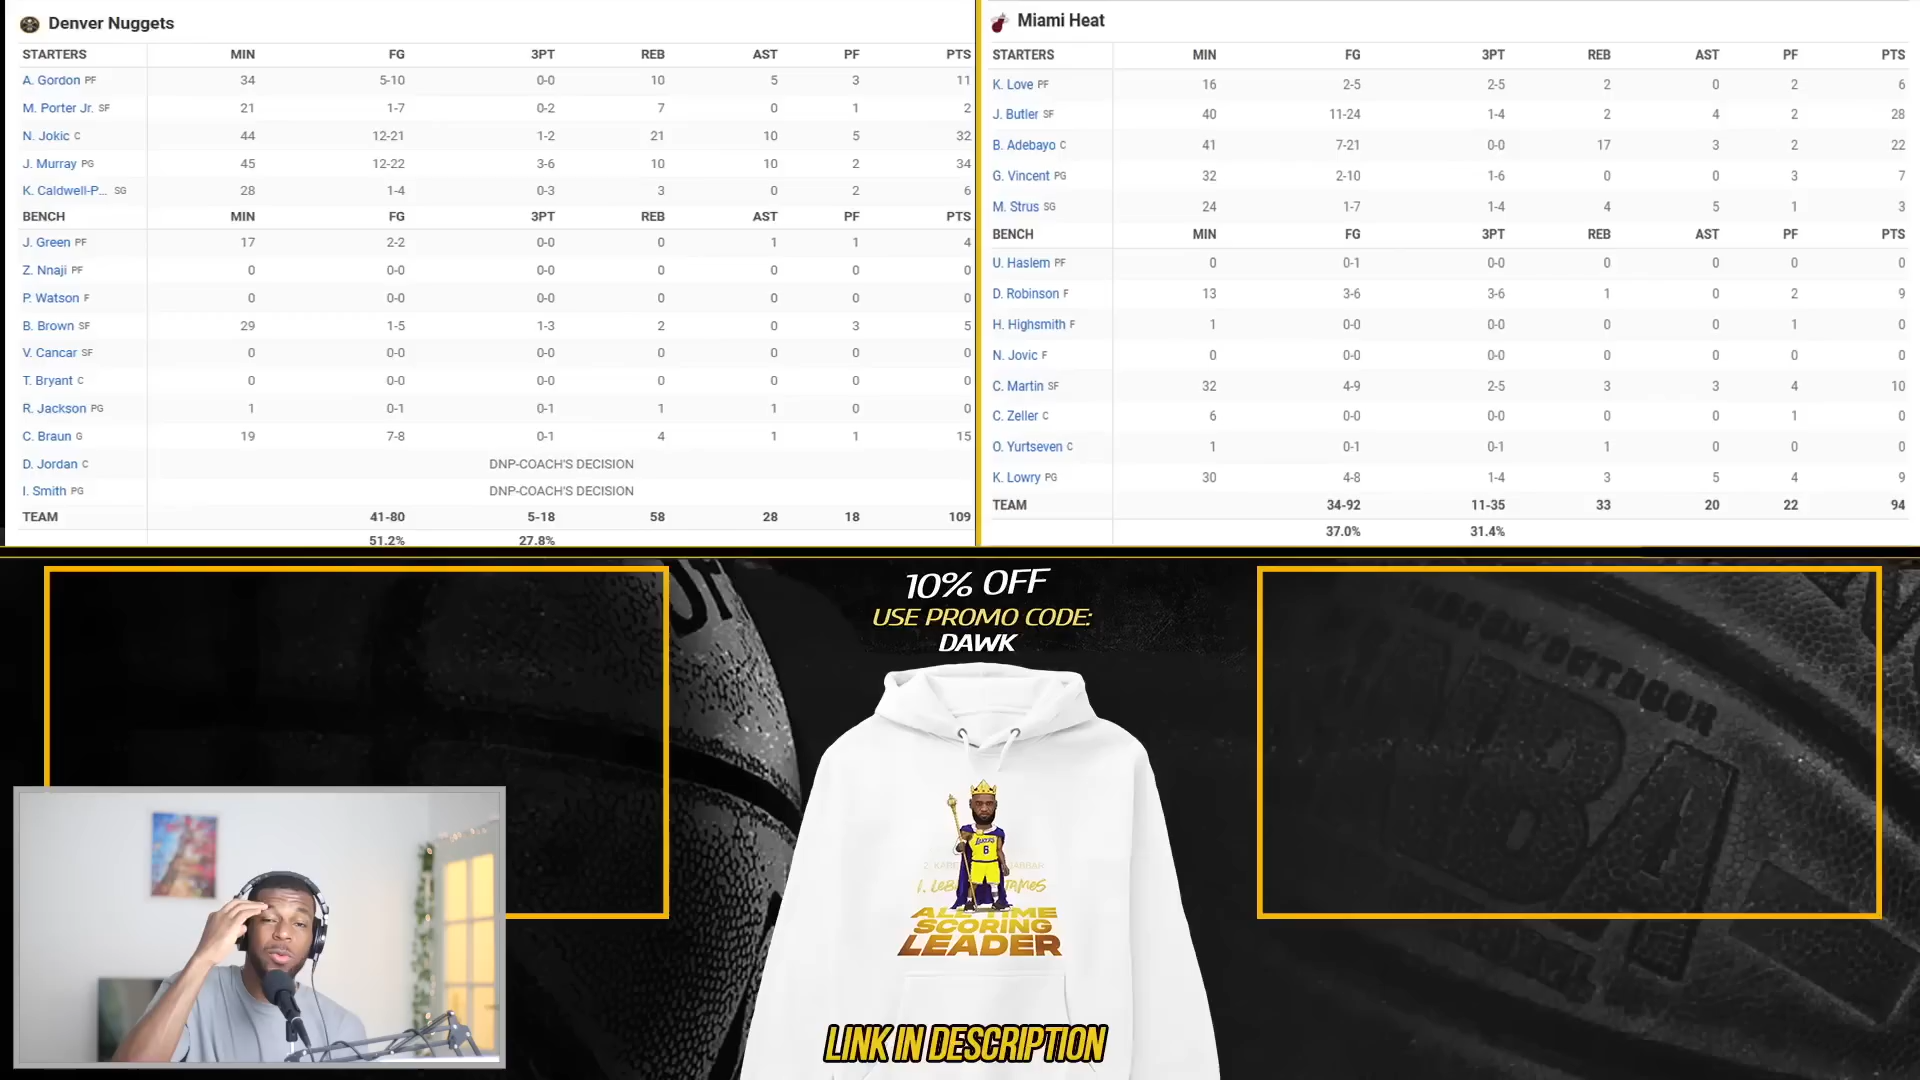 Denver Nuggets
STARTERS MIN FG 3PT REB AST PF PTS
A. Gordon PF 34 5-10 0-0 10 5 3 11
M. Porter Jr. SF 21 1-7 0-2 7 0 1 2
N. Jokic C 44 12-21 1-2 21 10 5 32
J. Murray PG 45 12-22 3-6 10 10 2 34
K. Caldwell-P... SG 28 1-4 0-3 3 0 2 6
BENCH MIN FG 3PT REB AST PF PTS
J. Green PF 17 2-2 0-0 0 1 1 4
Z. Nnaji PF 0 0-0 0-0 0 0 0 0
P. Watson F 0 0-0 0-0 0 0 0 0
B. Brown SF 29 1-5 1-3 2 0 3 5
V. Cancar SF 0 0-0 0-0 0 0 0 0
T. Bryant C 0 0-0 0-0 0 0 0 0
R. Jackson PG 1 0-1 0-1 1 1 0 0
C. Braun G 19 7-8 0-1 4 1 1 15
D. Jordan C DNP-COACH'S DECISION
I. Smith PG DNP-COACH'S DECISION
TEAM 41-80 5-18 58 28 18 109
51.2% 27.8%
Miami Heat
STARTERS MIN FG 3PT REB AST PF PTS
K. Love PF 16 2-5 2-5 2 0 2 6
J. Butler SF 40 11-24 1-4 2 4 2 28
B. Adebayo C 41 7-21 0-0 17 3 2 22
G. Vincent PG 32 2-10 1-6 0 0 3 7
M. Strus SG 24 1-7 1-4 4 5 1 3
BENCH MIN FG 3PT REB AST PF PTS
U. Haslem PF 0 0-1 0-0 0 0 0 0
D. Robinson F 13 3-6 3-6 1 0 2 9
H. Highsmith F 1 0-0 0-0 0 0 1 0
N. Jovic F 0 0-0 0-0 0 0 0 0
C. Martin SF 32 4-9 2-5 3 3 4 10
C. Zeller C 6 0-0 0-0 0 0 1 0
O. Yurtseven C 1 0-1 0-1 1 0 0 0
K. Lowry PG 30 4-8 1-4 3 5 4 9
TEAM 34-92 11-35 33 20 22 94
37.0% 31.4%
10% OFF
USE PROMO CODE:
DAWK
LAKERS
6
ALL TIME
SCORING
LEADER
LINK IN DESCRIPTION